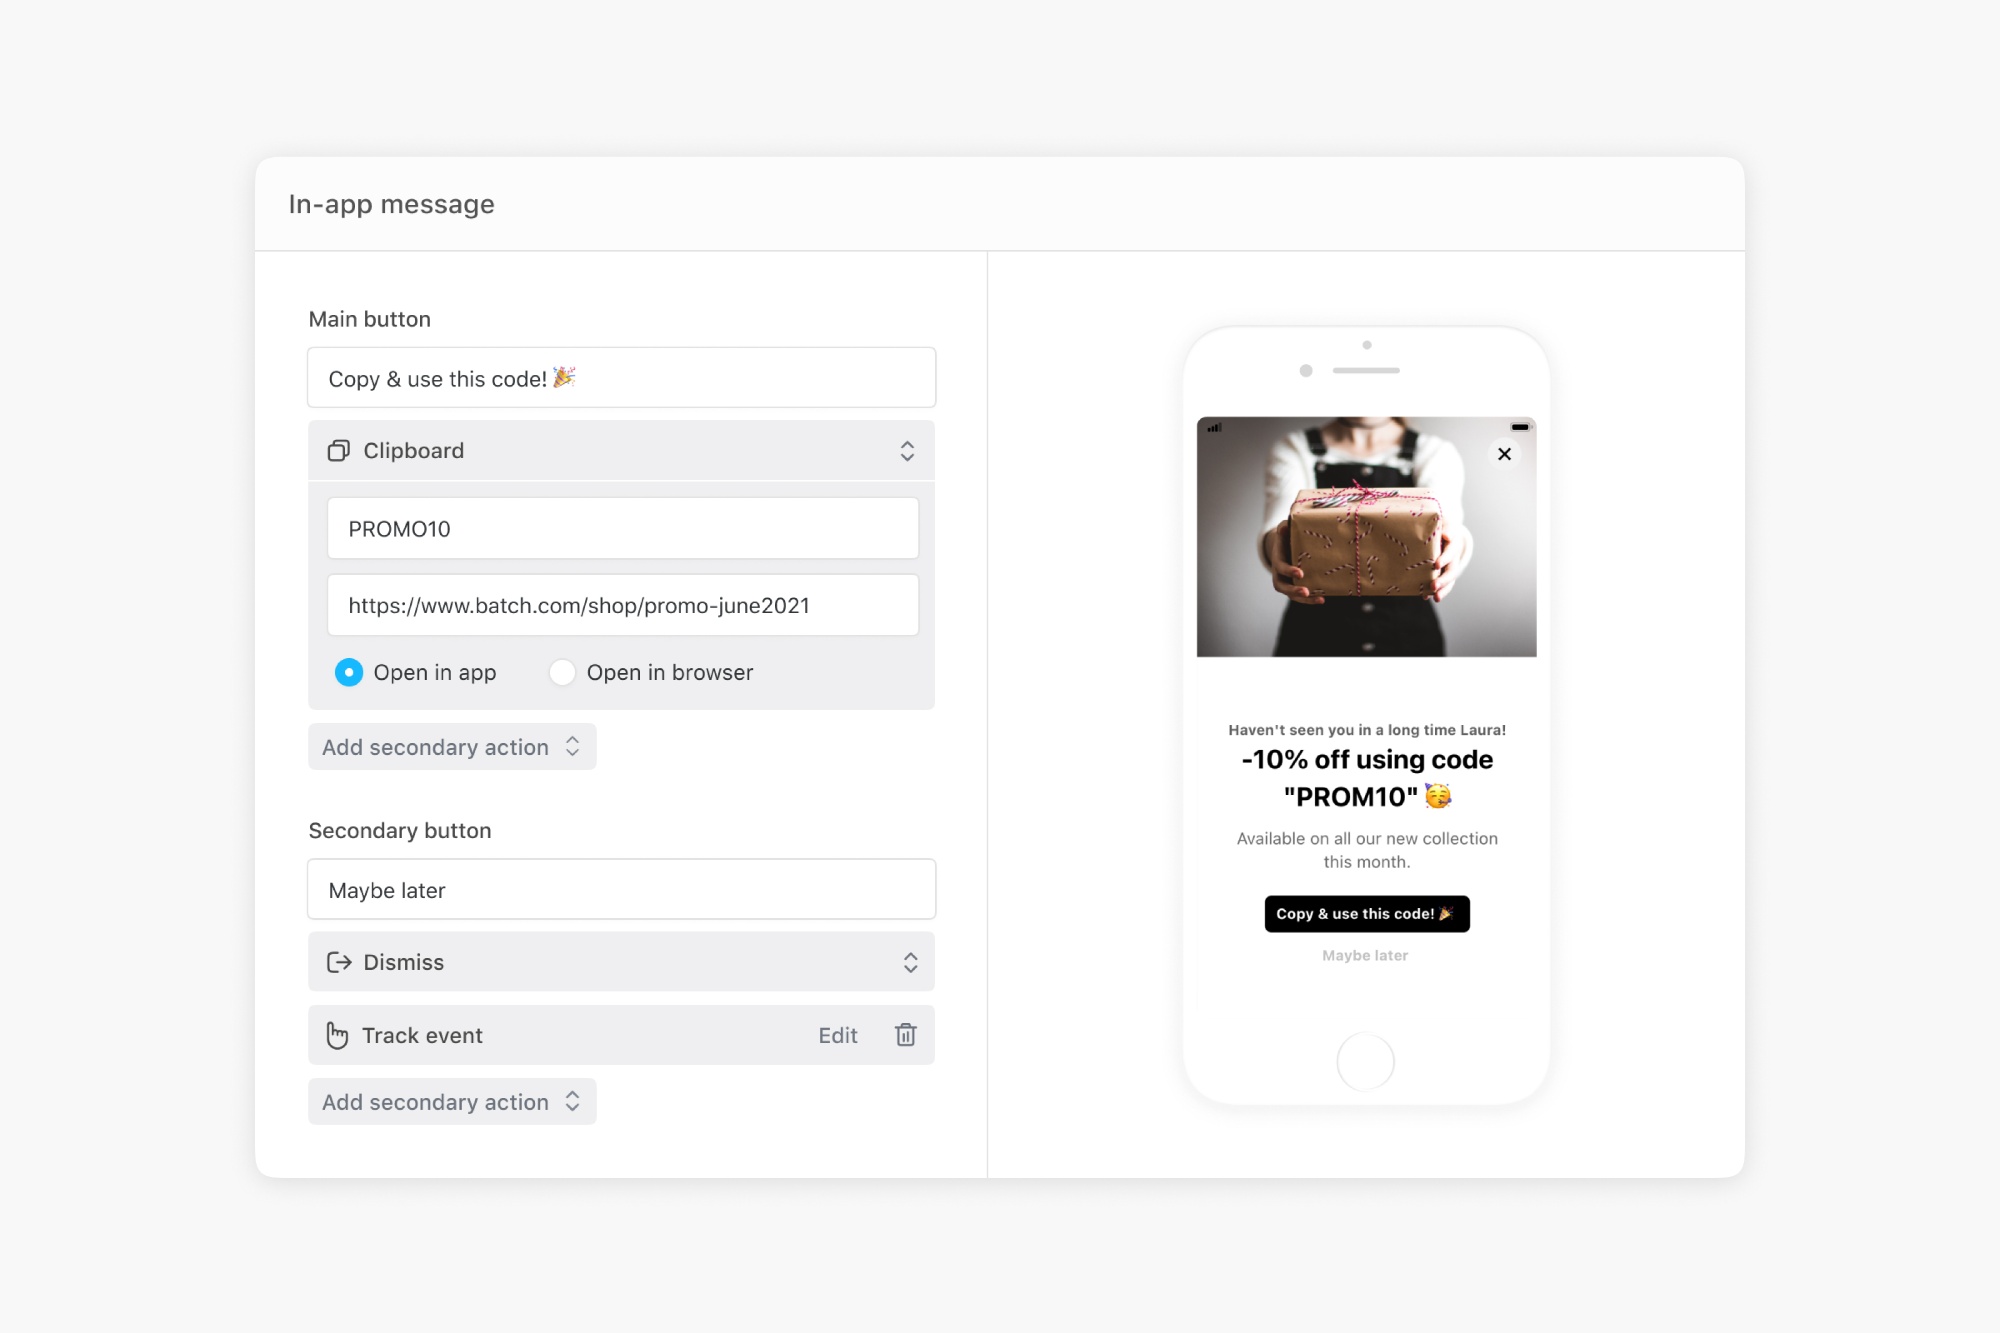 In-app message
Main button
Copy & use this code! 🎉
Clipboard
PROMO10
https://www.batch.com/shop/promo-june2021
Open in app
Open in browser
Add secondary action
Secondary button
Maybe later
Dismiss
Track event
Edit
Add secondary action
Haven't seen you in a long time Laura!
-10% off using code
"PROM10" 🥳
Available on all our new collection
this month.
Copy & use this code! 🎉
Maybe later